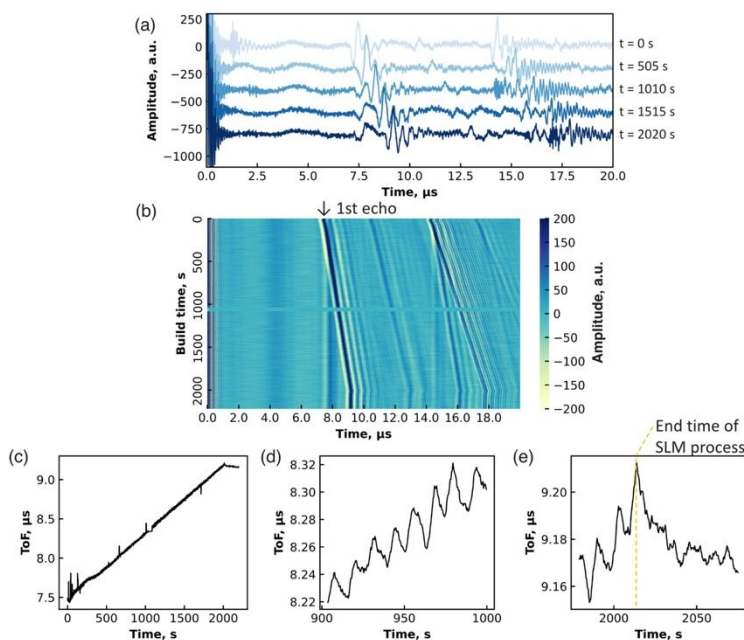 (a)
Amplitude, a.u.
250
0
−250
−500
−750
−1000
0.0 2.5 5.0 7.5 10.0 12.5 15.0 17.5 20.0
Time, µs
t = 0 s
t = 505 s
t = 1010 s
t = 1515 s
t = 2020 s
(b)
1st echo
Build time, s
0
500
1000
1500
2000
0.0 2.0 4.0 6.0 8.0 10.0 12.0 14.0 16.0 18.0
Time, µs
200
150
100
50
0
−50
−100
−150
−200
Amplitude, a.u.
End time of
SLM process
(c)
ToF, µs
9.0
8.5
8.0
7.5
0 500 1000 1500 2000
Time, s
(d)
ToF, µs
8.32
8.30
8.28
8.26
8.24
8.22
900 950 1000
Time, s
(e)
ToF, µs
9.20
9.18
9.16
2000 2050
Time, s